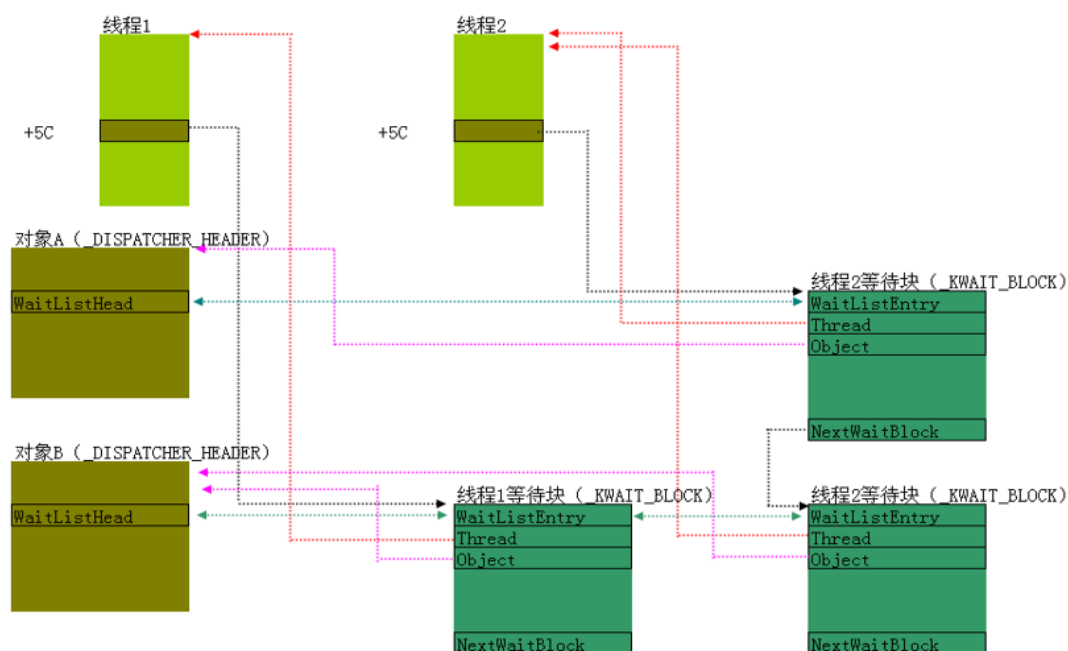 线程1
线程2
+5C
+5C
对象A（_DISPATCHER_HEADER）
WaitListHead
线程2等待块（_KWAIT_BLOCK）
WaitListEntry
Thread
Object
NextWaitBlock
对象B（_DISPATCHER_HEADER）
WaitListHead
线程1等待块（_KWAIT_BLOCK）
WaitListEntry
Thread
Object
NextWaitBlock
线程2等待块（_KWAIT_BLOCK）
WaitListEntry
Thread
Object
NextWaitBlock